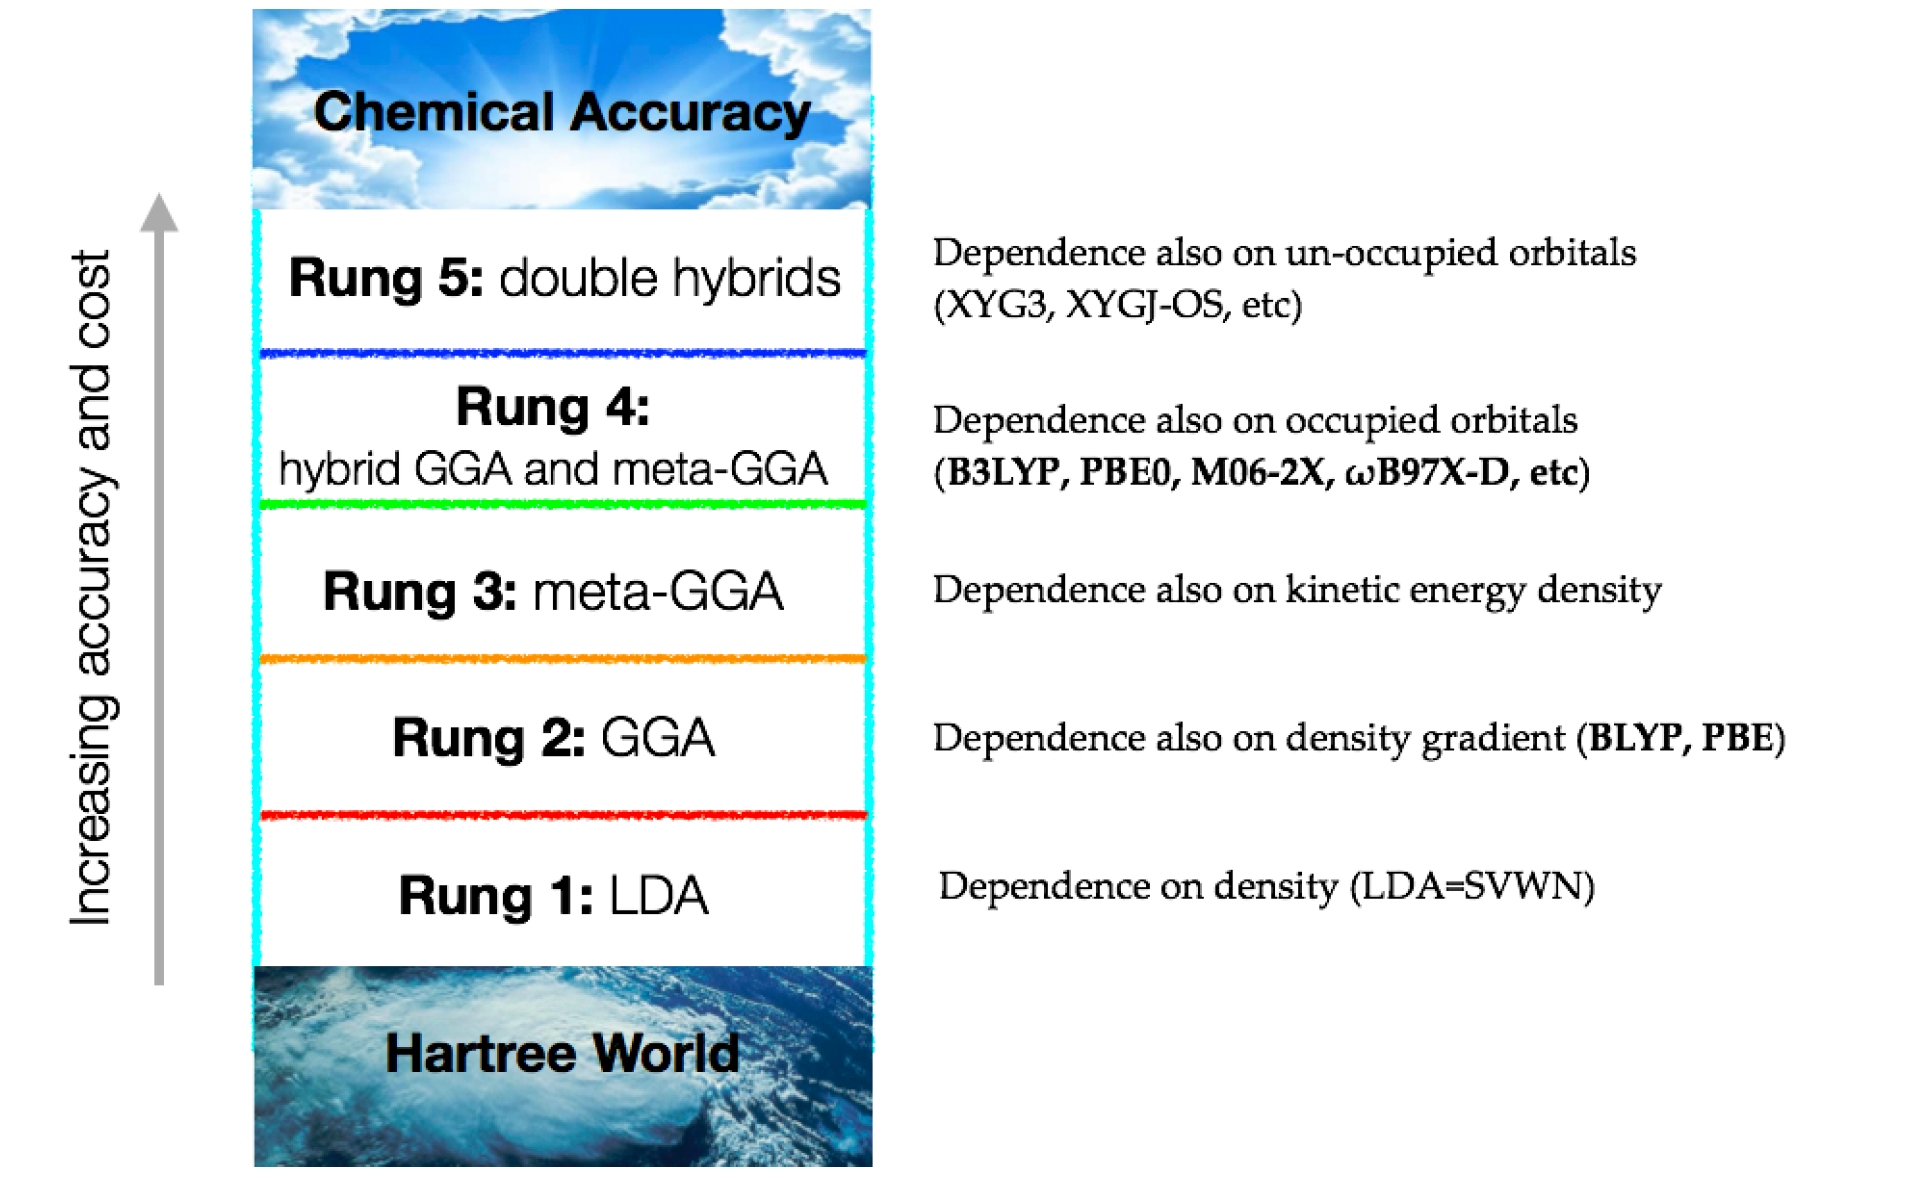 Chemical Accuracy
Increasing accuracy and cost
Rung 5: double hybrids
Dependence also on un-occupied orbitals
(XYG3, XYGJ-OS, etc)
Rung 4:
hybrid GGA and meta-GGA
Dependence also on occupied orbitals
(B3LYP, PBE0, M06-2X, ωB97X-D, etc)
Rung 3: meta-GGA
Dependence also on kinetic energy density
Rung 2: GGA
Dependence also on density gradient (BLYP, PBE)
Rung 1: LDA
Dependence on density (LDA=SVWN)
Hartree World